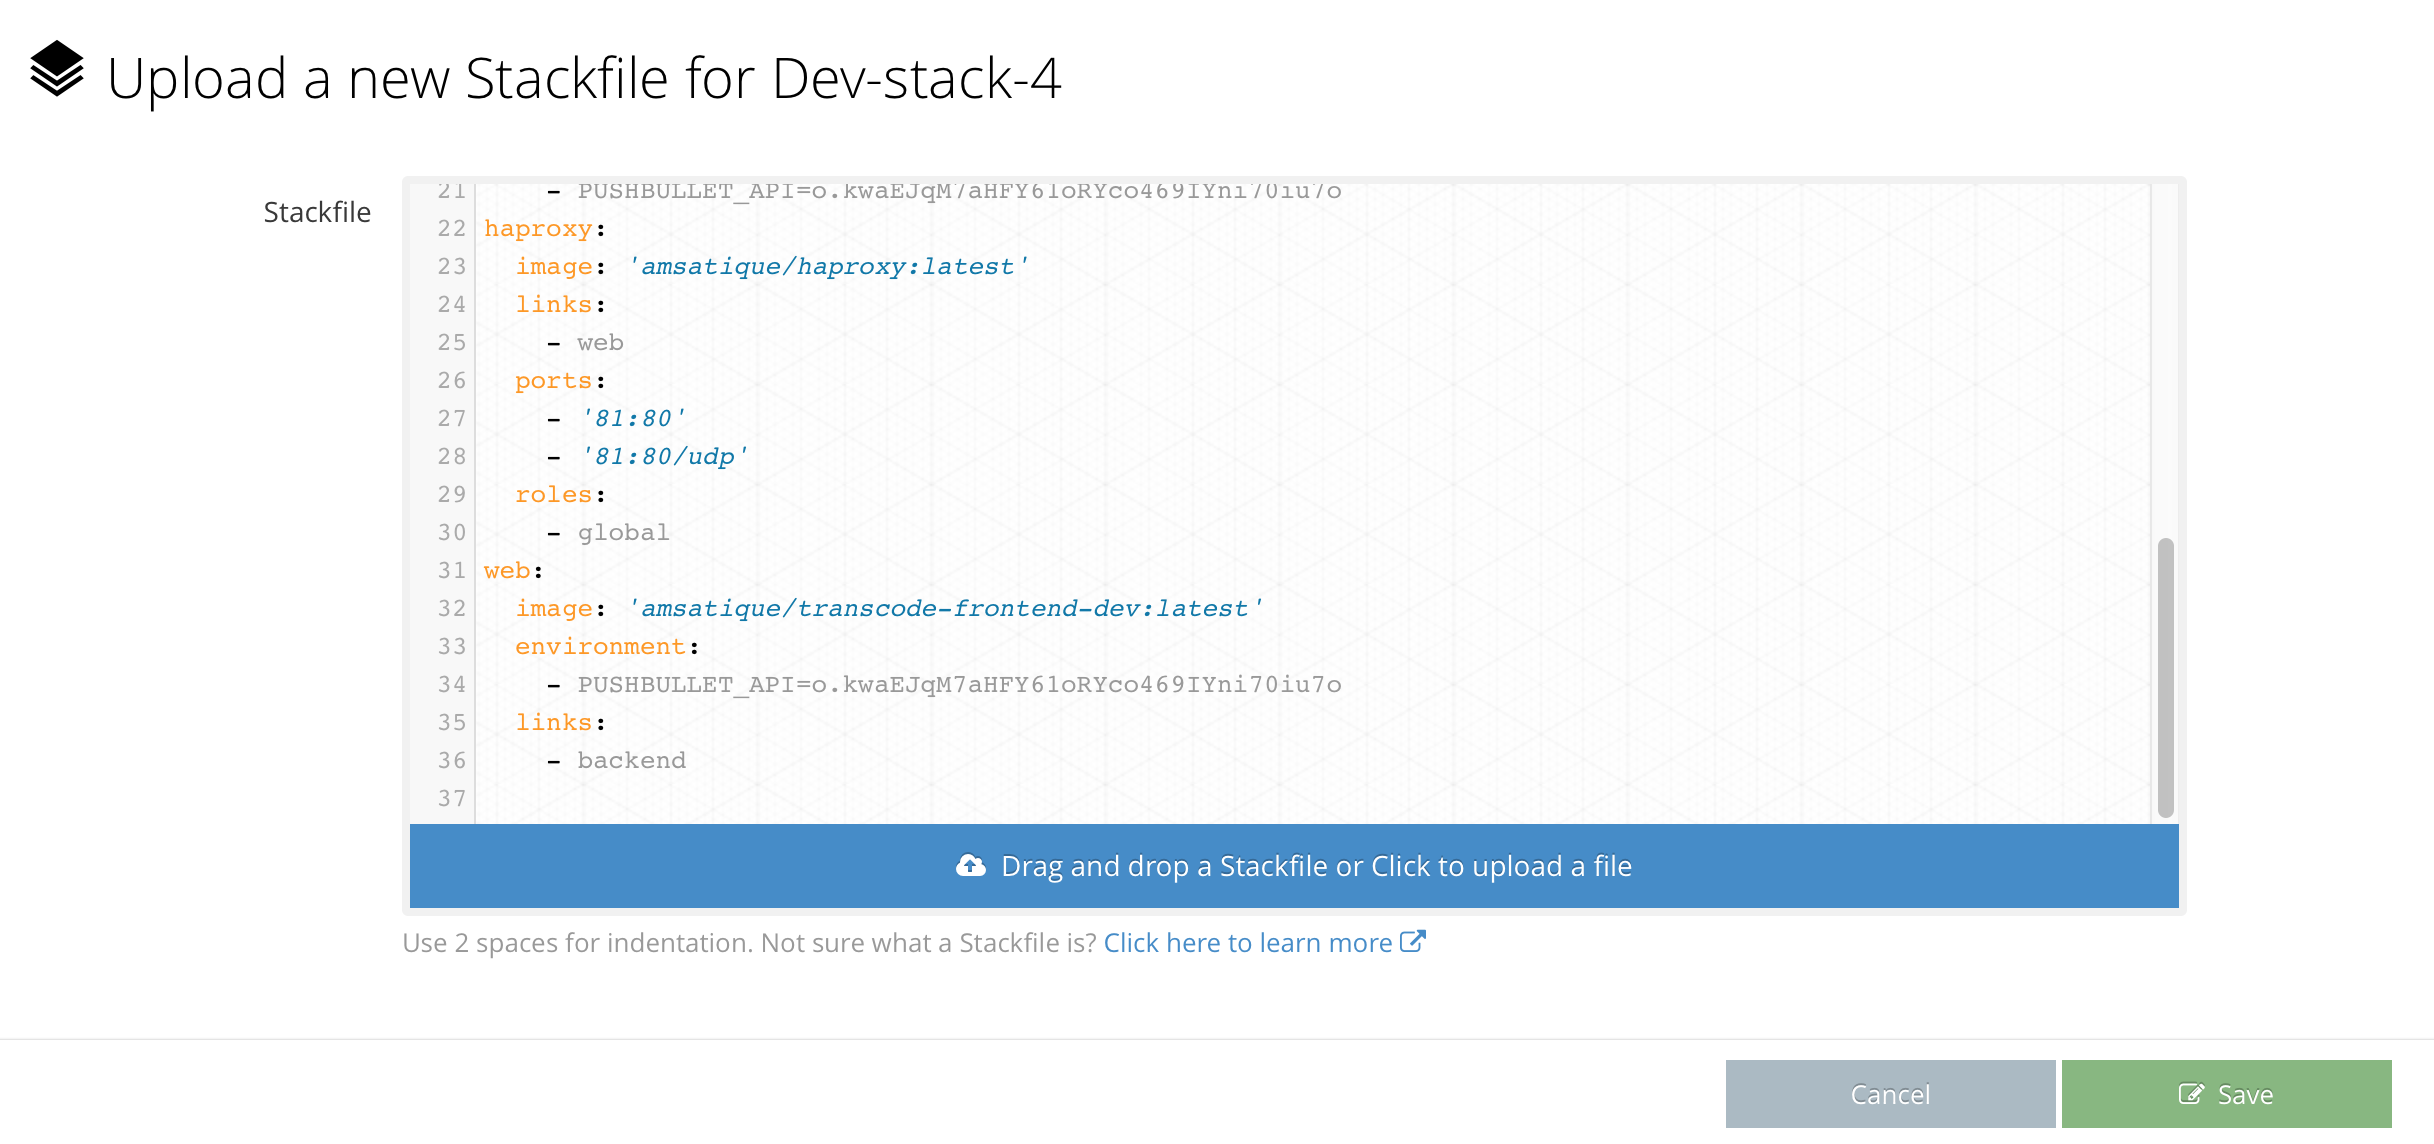 Upload a new Stackfile for Dev-stack-4
Stackfile
21     - PUSHBULLET_API=o.kwaEJqM7aHFY61oRYco469IYni70iu7o
22 haproxy:
23   image: 'amsatique/haproxy:latest'
24   links:
25     - web
26   ports:
27     - '81:80'
28     - '81:80/udp'
29   roles:
30     - global
31 web:
32   image: 'amsatique/transcode-frontend-dev:latest'
33   environment:
34     - PUSHBULLET_API=o.kwaEJqM7aHFY61oRYco469IYni70iu7o
35   links:
36     - backend
37
Drag and drop a Stackfile or Click to upload a file
Use 2 spaces for indentation. Not sure what a Stackfile is? Click here to learn more
Cancel
Save